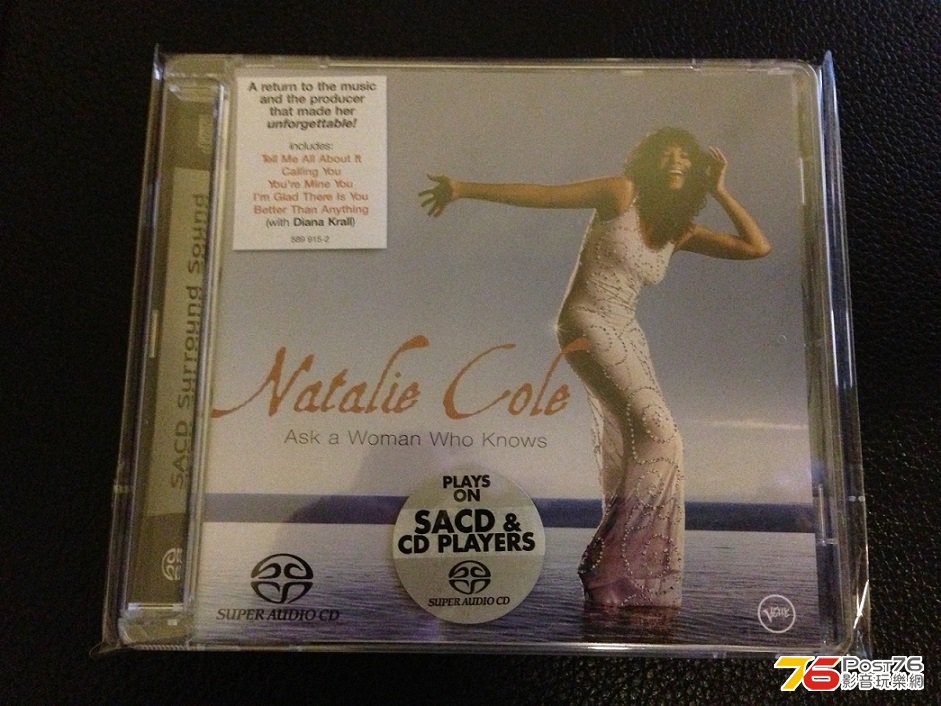 A return to the music
and the producer
that made her
unforgettable!
includes:
Tell Me All About It
Calling You
You're Mine You
I'm Glad There Is You
Better Than Anything
(with Diana Krall)
589 915-2
SACD Surround Sound
Natalie Cole
Ask a Woman Who Knows
PLAYS
ON
SACD &
CD PLAYERS
SUPER AUDIO CD
SUPER AUDIO CD
Verve
76 Post76
影音玩樂網